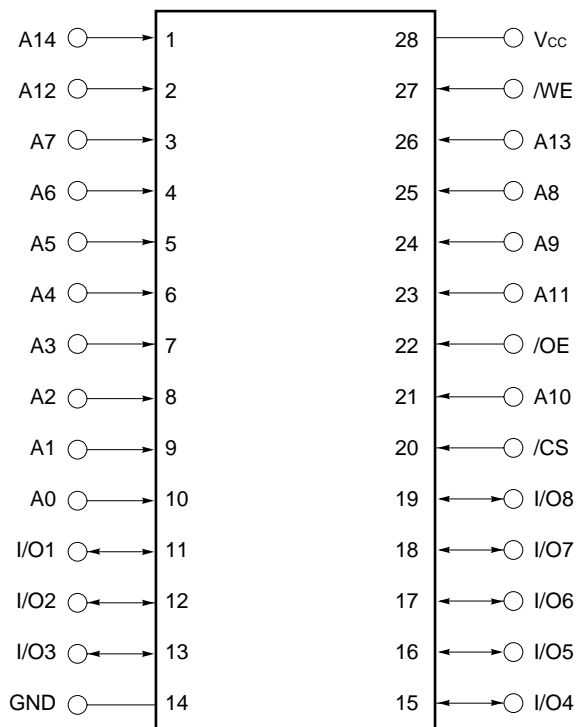 A14 1 28 Vcc
A12 2 27 /WE
A7 3 26 A13
A6 4 25 A8
A5 5 24 A9
A4 6 23 A11
A3 7 22 /OE
A2 8 21 A10
A1 9 20 /CS
A0 10 19 I/O8
I/O1 11 18 I/O7
I/O2 12 17 I/O6
I/O3 13 16 I/O5
GND 14 15 I/O4